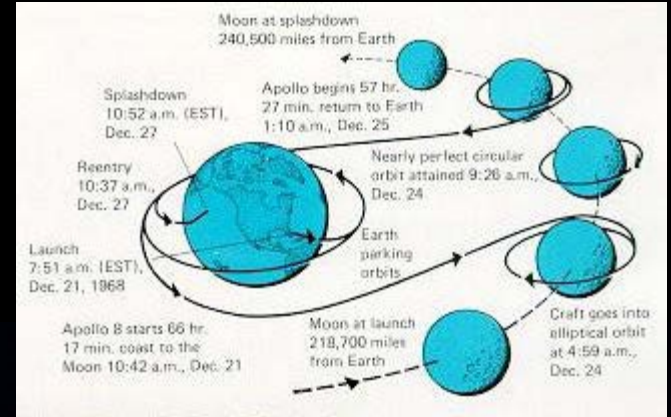 Moon at splashdown
240,500 miles from Earth
Splashdown
10:52 a.m. (EST),
Dec. 27
Apollo begins 57 hr.
27 min. return to Earth
1:10 a.m., Dec. 25
Reentry
10:37 a.m.,
Dec. 27
Nearly perfect circular
orbit attained 9:26 a.m.,
Dec. 24
Launch
7:51 a.m. (EST),
Dec. 21, 1968
Earth
parking
orbits
Apollo 8 starts 66 hr.
17 min. coast to the
Moon 10:42 a.m., Dec. 21
Moon at launch
218,700 miles
from Earth
Craft goes into
elliptical orbit
at 4:59 a.m.,
Dec. 24